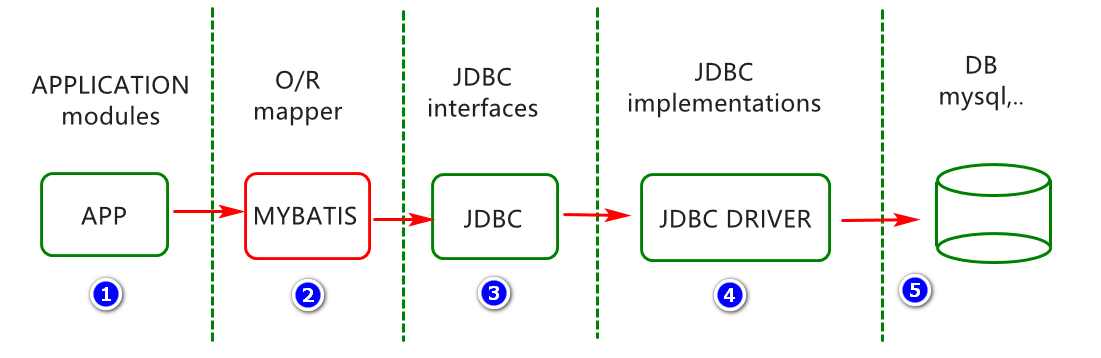 APPLICATION
modules
O/R
mapper
JDBC
interfaces
JDBC
implementations
DB
mysql,..
APP
MYBATIS
JDBC
JDBC DRIVER
1
2
3
4
5